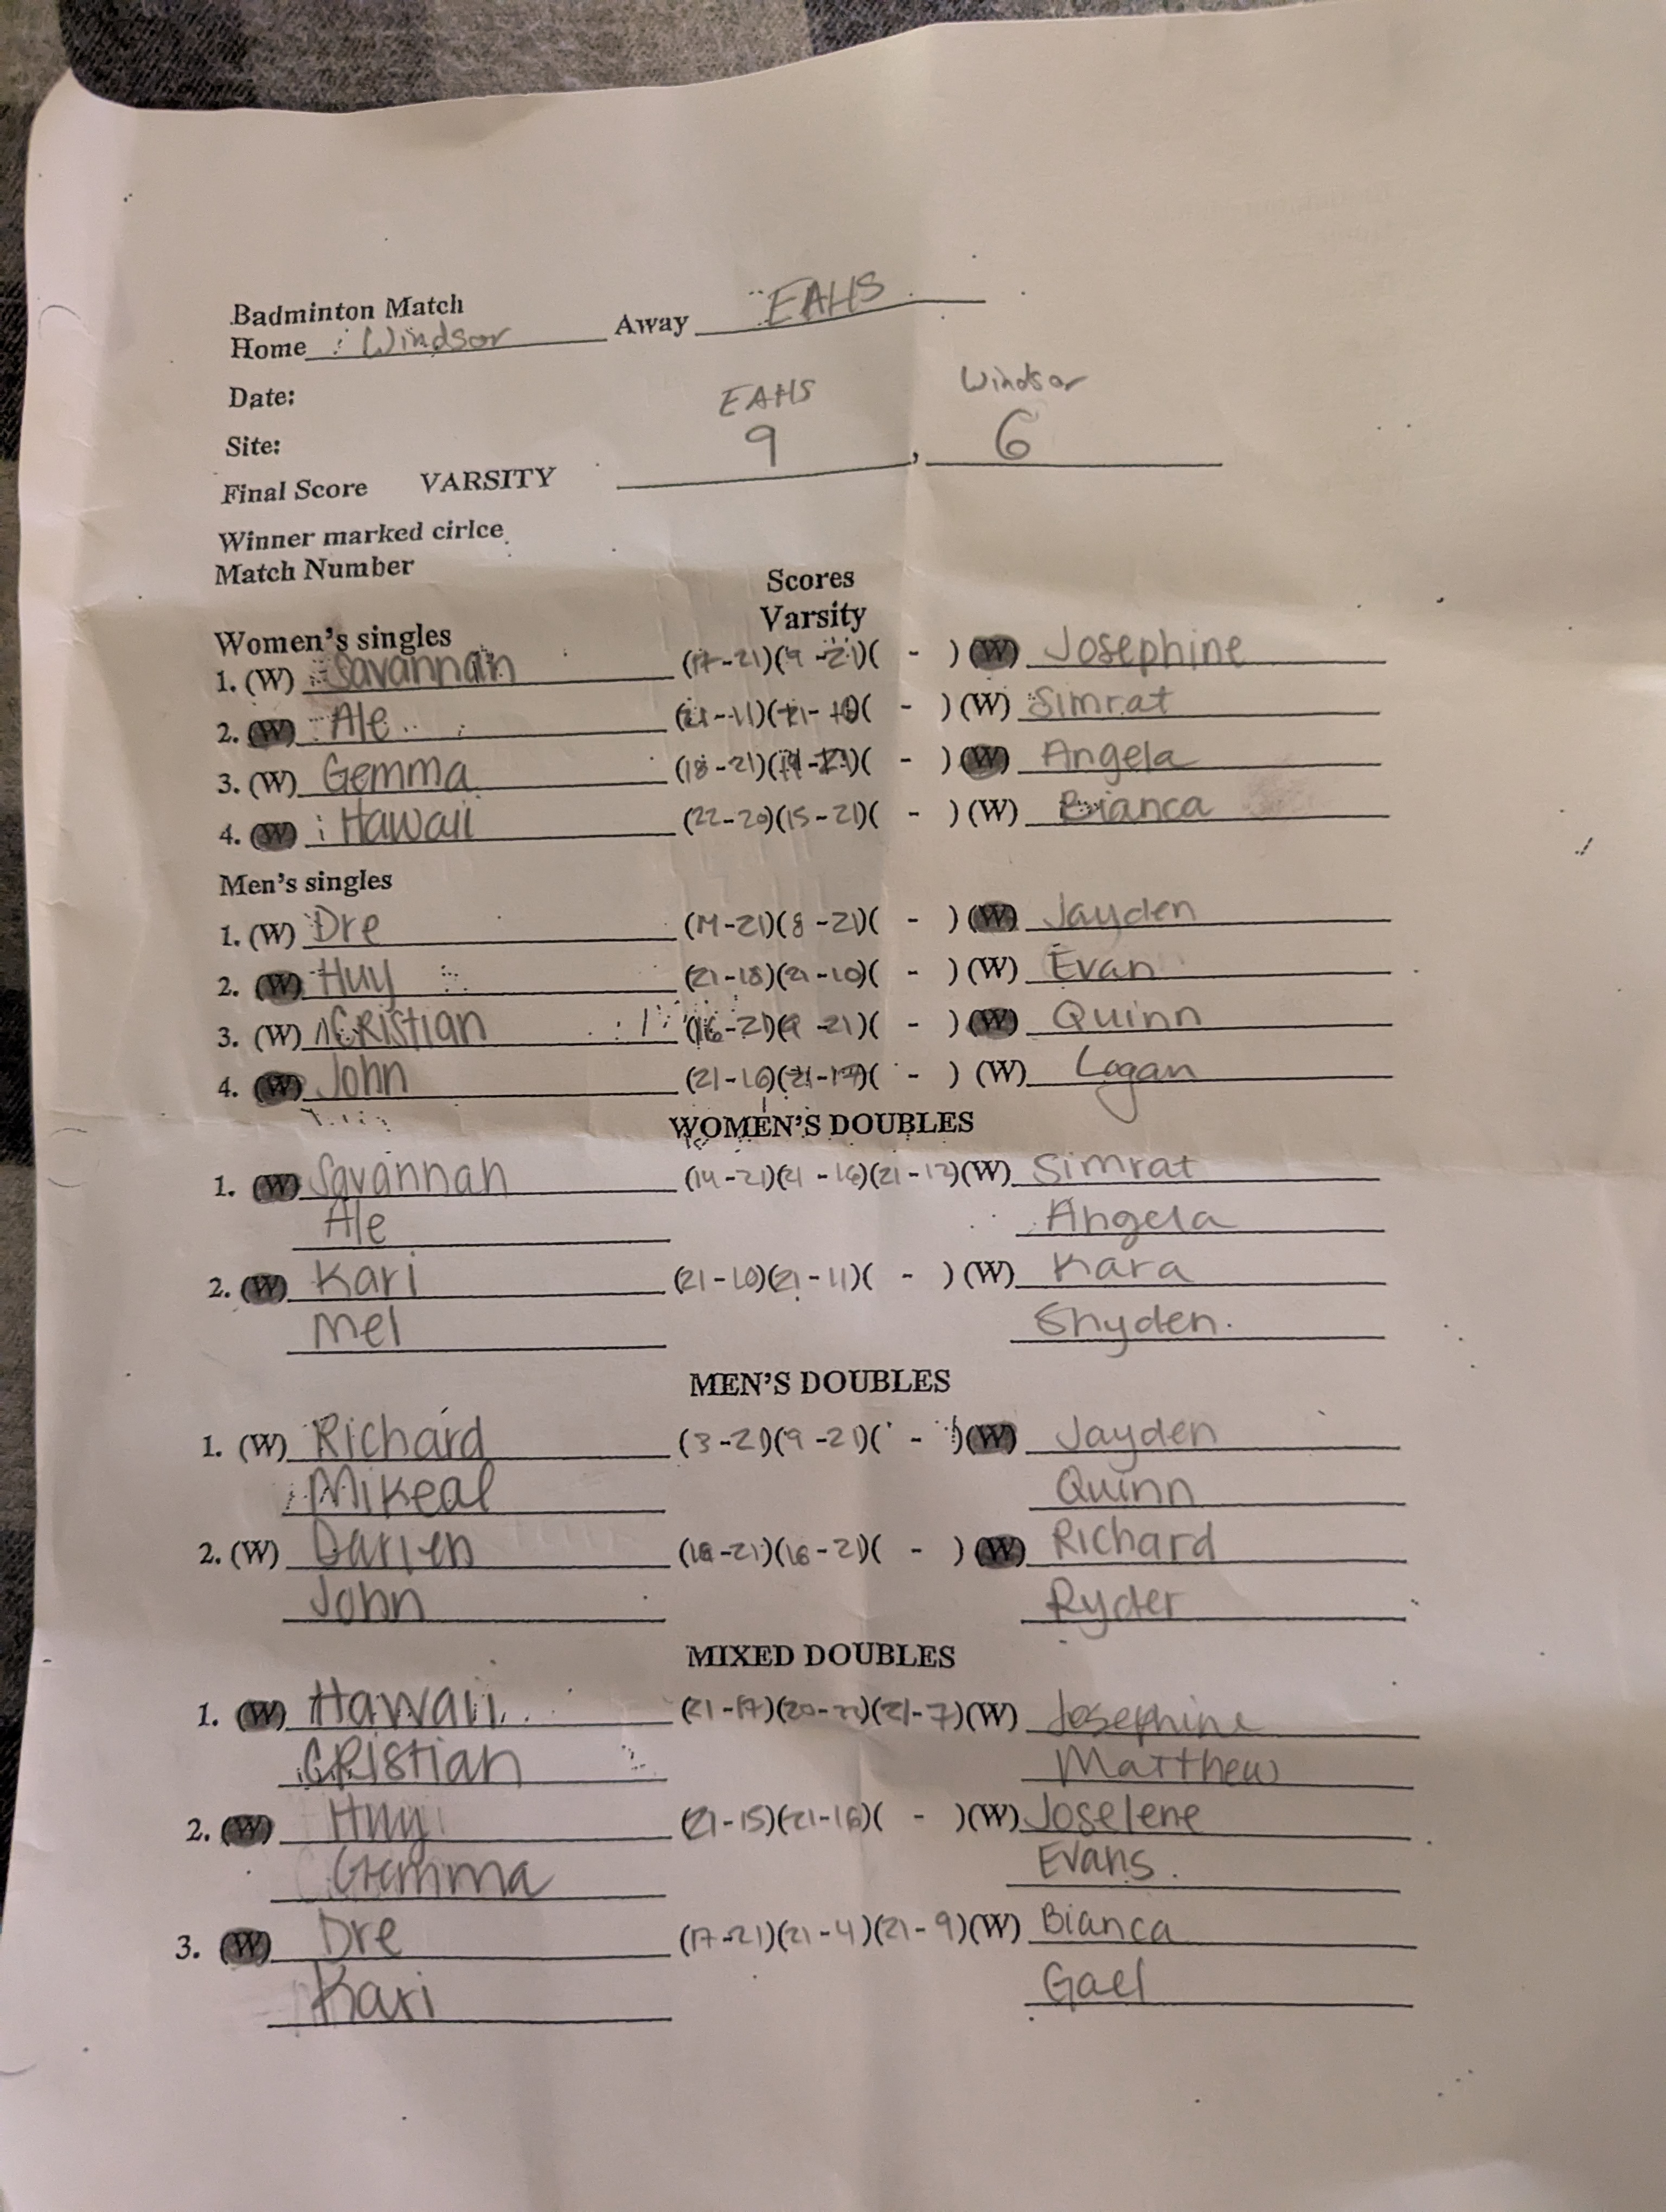 Badminton Match
Home Windsor Away EAHS
Date:
EAHS Windsor
Site:
Final Score VARSITY 9 , 6
Winner marked cirlce
Match Number
Scores
Varsity
Women's singles
1. (W) Savannah (17-21)(9-21)( - ) (W) Josephine
2. (W) Ale (21-11)(21-10)( - ) (W) Simrat
3. (W) Gemma (18-21)( - ) (W) Angela
4. (W) Hawaii (22-20)(15-21)( - ) (W) Bianca
Men's singles
1. (W) Dre (14-21)(8-21)( - ) (W) Jayden
2. (W) Huy (21-18)(21-10)( - ) (W) Evan
3. (W) CRistian (16-21)(9-21)( - ) (W) Quinn
4. (W) John (21-16)(21-17)( - ) (W) Logan
WOMEN'S DOUBLES
1. (W) Savannah (14-21)(21-16)(21-12)(W) Simrat
Ale Angela
2. (W) Kari (21-10)(21-11)( - ) (W) Kara
Mel Shyden.
MEN'S DOUBLES
1. (W) Richard (3-21)(9-21)( - )(W) Jayden
Mikeal Quinn
2. (W) Darien (18-21)(16-21)( - ) (W) Richard
John Ryder
MIXED DOUBLES
1. (W) Hawaii (21-17)(20-22)(21-7)(W) Josephine
CRistian Matthew
2. (W) Huy (21-15)(21-16)( - )(W) Joselene
Gemma Evans.
3. (W) Dre (17-21)(21-4)(21-9)(W) Bianca
Kari Gael